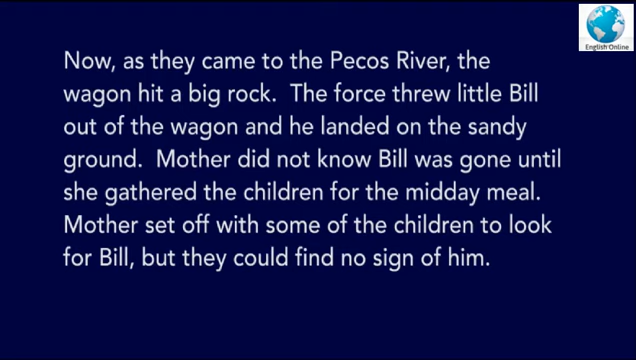 English Online
Now, as they came to the Pecos River, the
wagon hit a big rock.  The force threw little Bill
out of the wagon and he landed on the sandy
ground.  Mother did not know Bill was gone until
she gathered the children for the midday meal.
Mother set off with some of the children to look
for Bill, but they could find no sign of him.